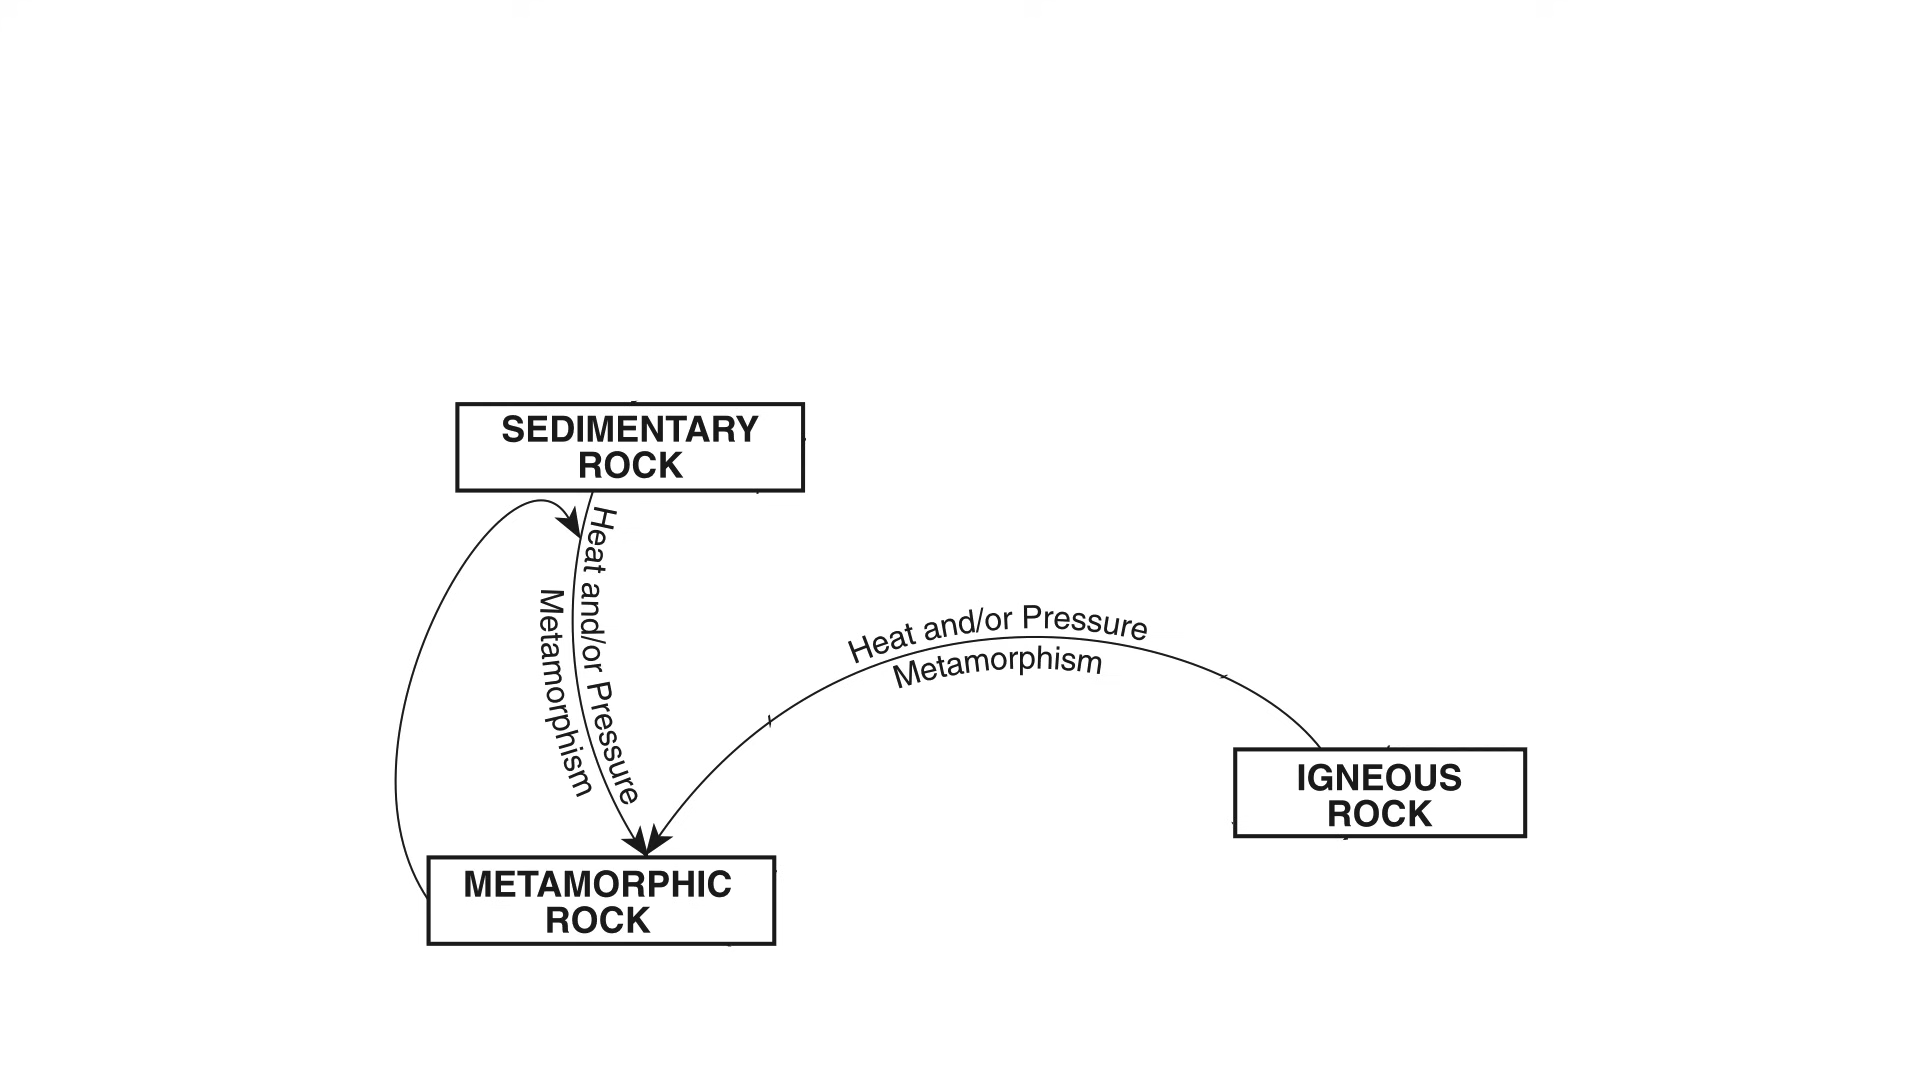 SEDIMENTARY
ROCK
Heat and/or Pressure
Metamorphism
Heat and/or Pressure
Metamorphism
IGNEOUS
ROCK
METAMORPHIC
ROCK